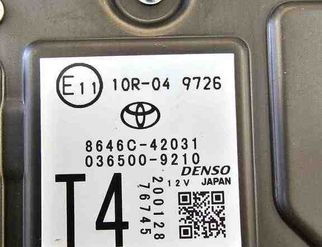 E11 10R-04 9726
8646C-42031
036500-9210
DENSO
12V JAPAN
T4
200128
76745